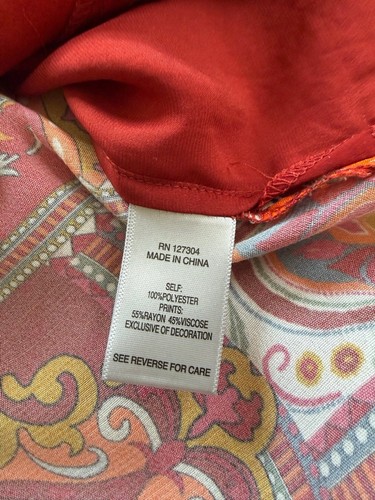 RN 127304
MADE IN CHINA
SELF:
100%POLYESTER
PRINTS:
55%RAYON 45%VISCOSE
EXCLUSIVE OF DECORATION
SEE REVERSE FOR CARE